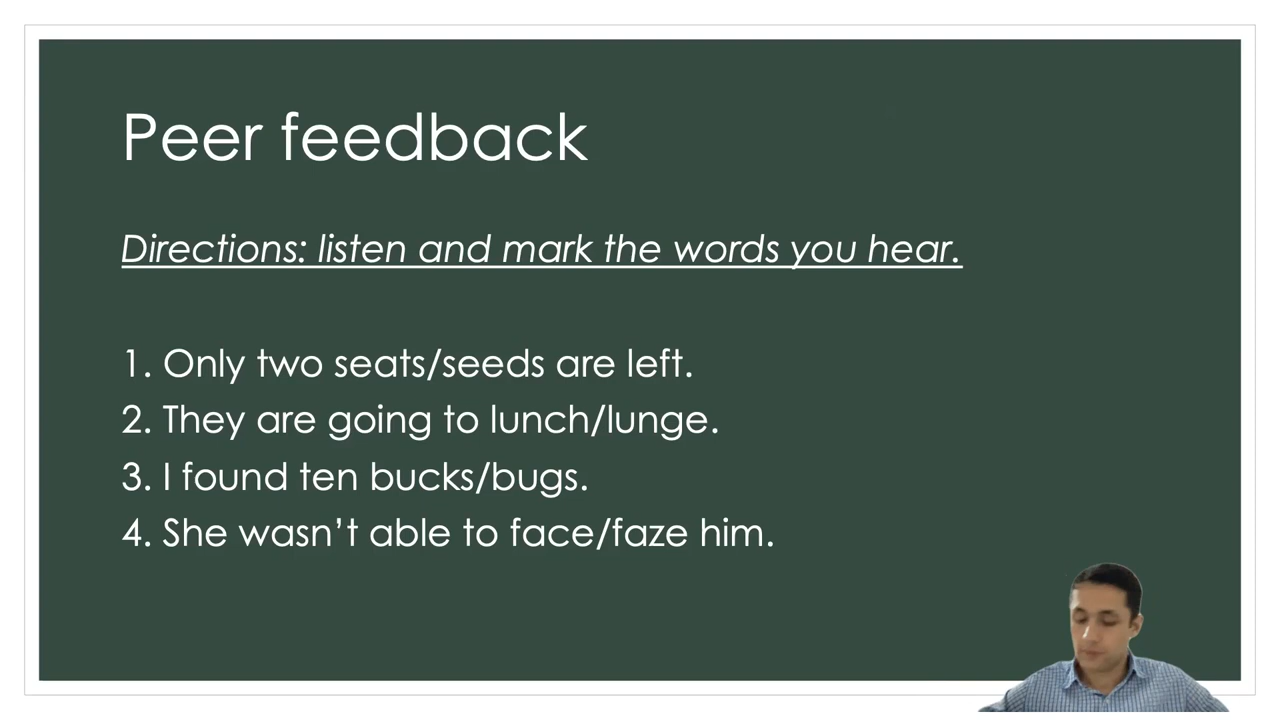 Peer feedback
Directions: listen and mark the words you hear.
1. Only two seats/seeds are left.
2. They are going to lunch/lunge.
3. I found ten bucks/bugs.
4. She wasn’t able to face/faze him.